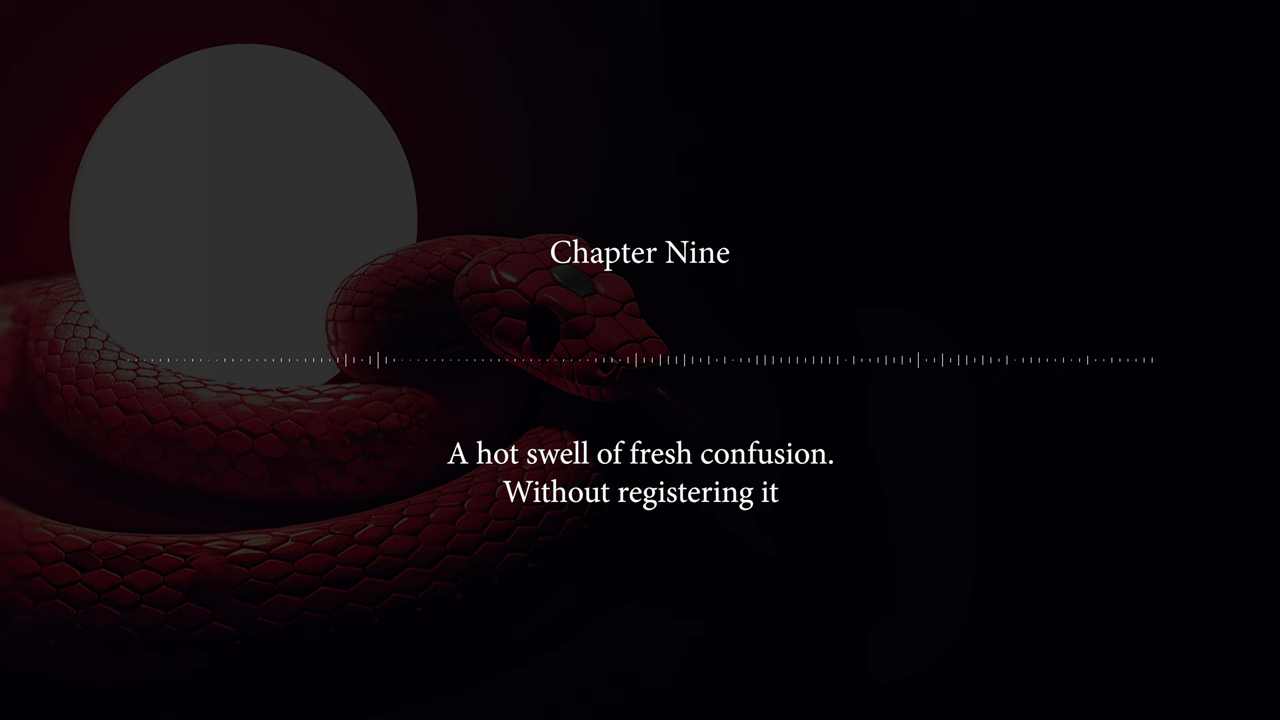 Chapter Nine
A hot swell of fresh confusion.
Without registering it